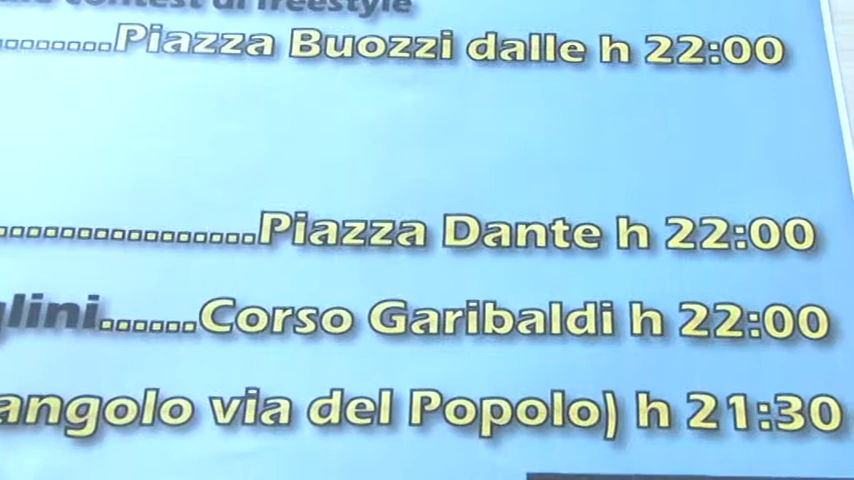 contest di freestyle
..........Piazza Buozzi dalle h 22:00
..................Piazza Dante h 22:00
lini.......Corso Garibaldi h 22:00
angolo via del Popolo) h 21:30